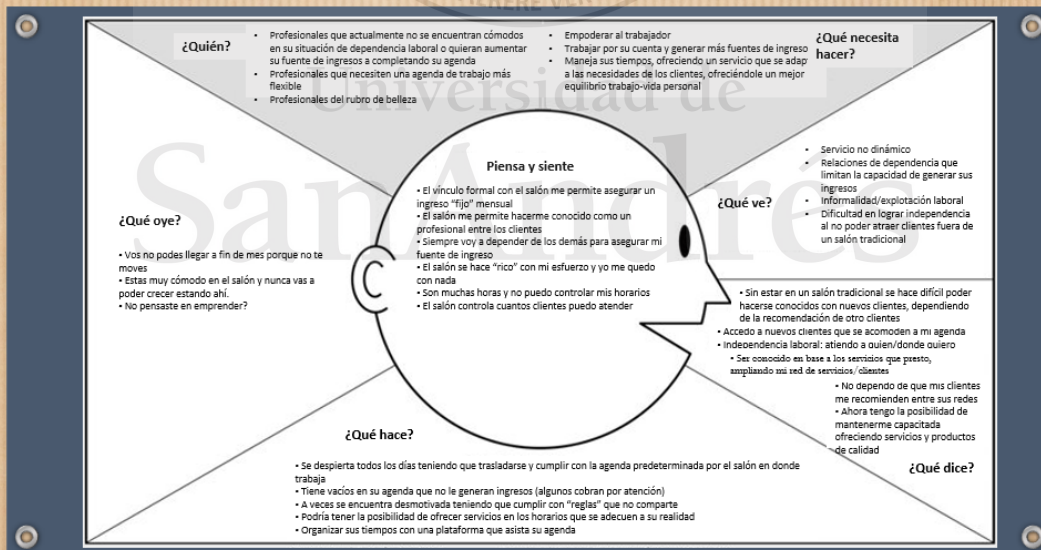 ¿Quién?
• Profesionales que actualmente no se encuentran cómodos
en su situación de dependencia laboral o quieran aumentar
su fuente de ingresos a completando su agenda
• Profesionales que necesiten una agenda de trabajo más
flexible
• Profesionales del rubro de belleza
• Empoderar al trabajador
• Trabajar por su cuenta y generar más fuentes de ingreso
• Maneja sus tiempos, ofreciendo un servicio que se adap
a las necesidades de los clientes, ofreciéndole un mejor
equilibrio trabajo-vida personal
¿Qué necesita
hacer?
Universidad de
SanAndrés
Piensa y siente
• El vínculo formal con el salón me permite asegurar un
ingreso “fijo” mensual
• El salón me permite hacerme conocido como un
profesional entre los clientes
• Siempre voy a depender de los demás para asegurar mi
fuente de ingreso
• El salón se hace “rico” con mi esfuerzo y yo me quedo
con nada
• Son muchas horas y no puedo controlar mis horarios
• El salón controla cuantos clientes puedo atender
¿Qué oye?
• Vos no podes llegar a fin de mes porque no te
moves
• Estas muy cómodo en el salón y nunca vas a
poder crecer estando ahí.
• No pensaste en emprender?
¿Qué ve?
• Servicio no dinámico
• Relaciones de dependencia que
limitan la capacidad de generar sus
ingresos
• Informalidad/explotación laboral
• Dificultad en lograr independencia
al no poder atraer clientes fuera de
un salón tradicional
• Sin estar en un salón tradicional se hace difícil poder
hacerse conocidos con nuevos clientes, dependiendo
de la recomendación de otro clientes
• Accedo a nuevos clientes que se acomoden a mi agenda
• Independencia laboral: atiendo a quien/donde quiero
• Ser conocido en base a los servicios que presto,
ampliando mi red de servicios/clientes
• No dependo de que mis clientes
me recomienden entre sus redes
• Ahora tengo la posibilidad de
mantenerme capacitada
ofreciendo servicios y productos
de calidad
¿Qué dice?
¿Qué hace?
• Se despierta todos los días teniendo que trasladarse y cumplir con la agenda predeterminada por el salón en donde
trabaja
• Tiene vacíos en su agenda que no le generan ingresos (algunos cobran por atención)
• A veces se encuentra desmotivada teniendo que cumplir con “reglas” que no comparte
• Podría tener la posibilidad de ofrecer servicios en los horarios que se adecuen a su realidad
• Organizar sus tiempos con una plataforma que asista su agenda